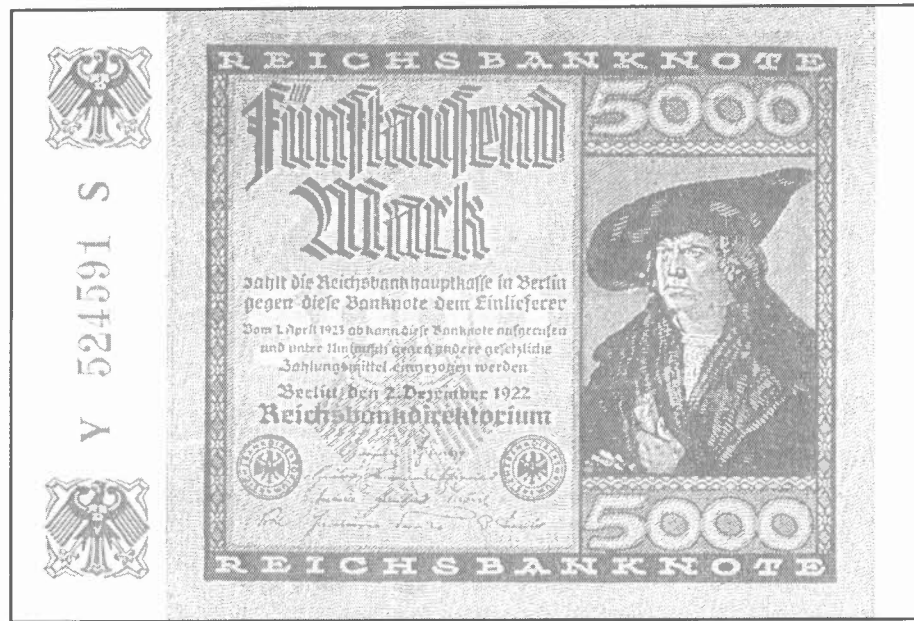 REICHSBANKNOTE
Fünftausend
Mark
zahlt die Reichsbankhauptkasse in Berlin
gegen diese Banknote dem Einlieferer
Vom 1. April 1923 ab kann diese Banknote aufgerufen
und unter Umtausch gegen andere gesetzliche
Zahlungsmittel eingezogen werden
Berlin, den 2. Dezember 1922
Reichsbankdirektorium
5000
5000
REICHSBANKNOTE
Y 524591 S